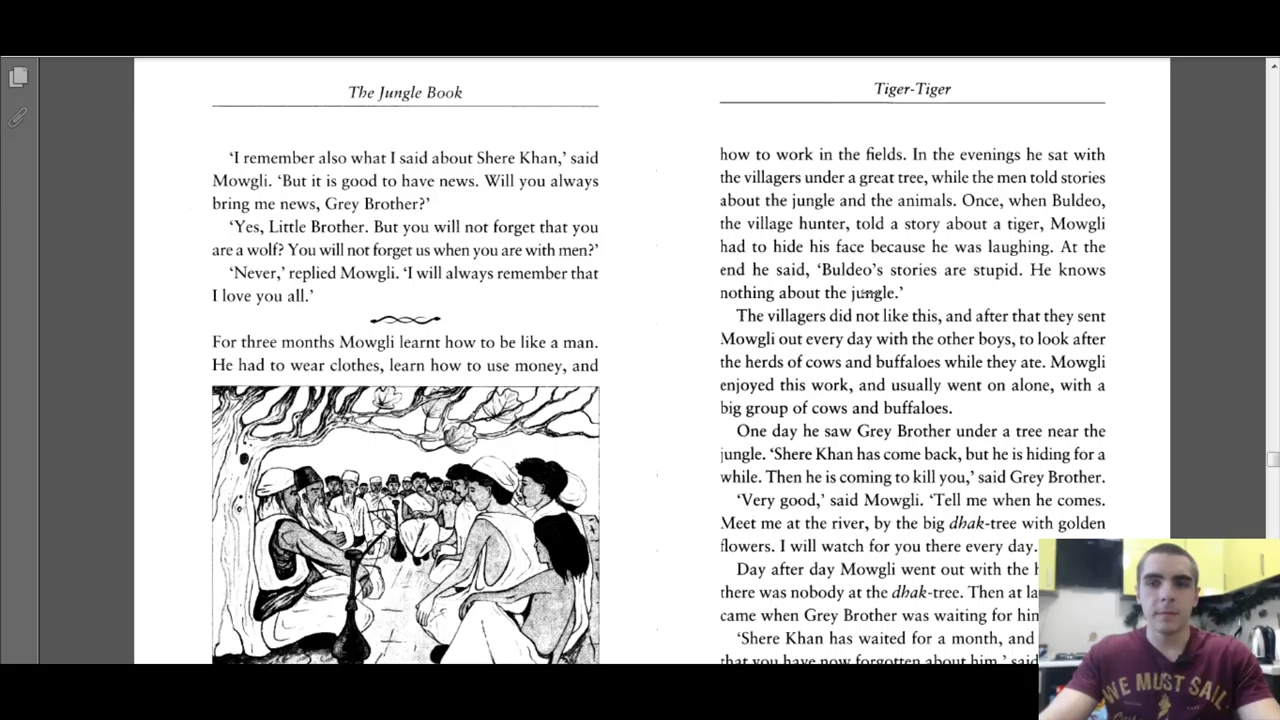 The Jungle Book
‘I remember also what I said about Shere Khan,’ said
Mowgli. ‘But it is good to have news. Will you always
bring me news, Grey Brother?’
‘Yes, Little Brother. But you will not forget that you
are a wolf? You will not forget us when you are with men?’
‘Never,’ replied Mowgli. ‘I will always remember that
I love you all.’
For three months Mowgli learnt how to be like a man.
He had to wear clothes, learn how to use money, and
Tiger-Tiger
how to work in the fields. In the evenings he sat with
the villagers under a great tree, while the men told stories
about the jungle and the animals. Once, when Buldeo,
the village hunter, told a story about a tiger, Mowgli
had to hide his face because he was laughing. At the
end he said, ‘Buldeo’s stories are stupid. He knows
nothing about the jungle.’
The villagers did not like this, and after that they sent
Mowgli out every day with the other boys, to look after
the herds of cows and buffaloes while they ate. Mowgli
enjoyed this work, and usually went on alone, with a
big group of cows and buffaloes.
One day he saw Grey Brother under a tree near the
jungle. ‘Shere Khan has come back, but he is hiding for a
while. Then he is coming to kill you,’ said Grey Brother.
‘Very good,’ said Mowgli. ‘Tell me when he comes.
Meet me at the river, by the big dhak-tree with golden
flowers. I will watch for you there every day.
Day after day Mowgli went out with the
there was nobody at the dhak-tree. Then at
came when Grey Brother was waiting for
‘Shere Khan has waited for a month, and
that you have now forgotten about him,’ said
WE MUST SAIL